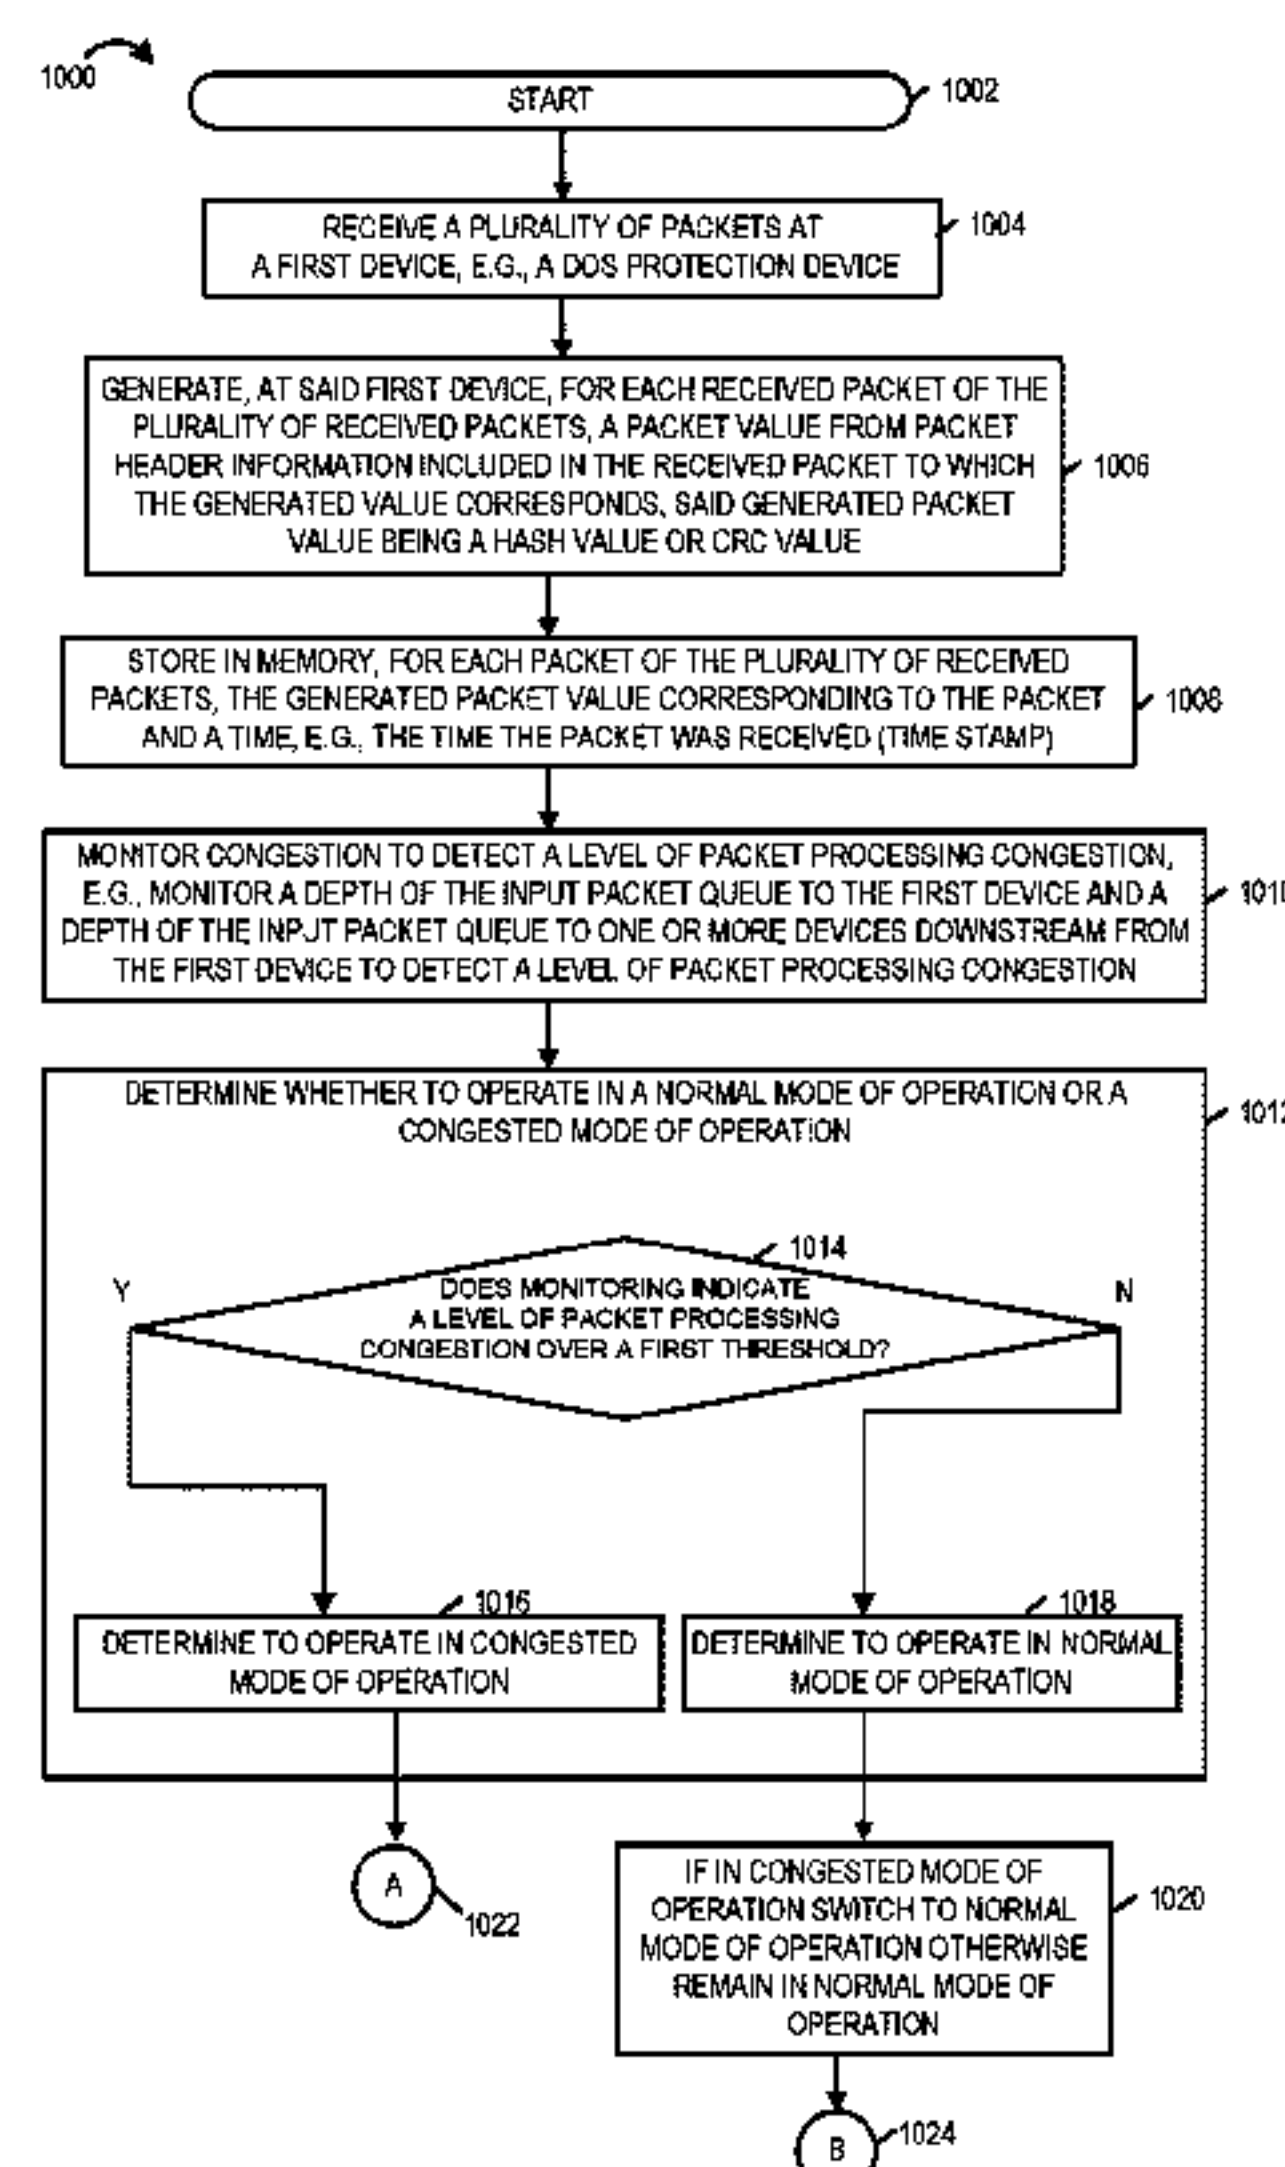 1000
START
1002
RECEIVE A PLURALITY OF PACKETS AT
A FIRST DEVICE, E.G., A DOS PROTECTION DEVICE
1004
GENERATE, AT SAID FIRST DEVICE, FOR EACH RECEIVED PACKET OF THE
PLURALITY OF RECEIVED PACKETS, A PACKET VALUE FROM PACKET
HEADER INFORMATION INCLUDED IN THE RECEIVED PACKET TO WHICH
THE GENERATED VALUE CORRESPONDS, SAID GENERATED PACKET
VALUE BEING A HASH VALUE OR CRC VALUE
1006
STORE IN MEMORY, FOR EACH PACKET OF THE PLURALITY OF RECEIVED
PACKETS, THE GENERATED PACKET VALUE CORRESPONDING TO THE PACKET
AND A TIME, E.G., THE TIME THE PACKET WAS RECEIVED (TIME STAMP)
1008
MONITOR CONGESTION TO DETECT A LEVEL OF PACKET PROCESSING CONGESTION,
E.G., MONITOR A DEPTH OF THE INPUT PACKET QUEUE TO THE FIRST DEVICE AND A
DEPTH OF THE INPUT PACKET QUEUE TO ONE OR MORE DEVICES DOWNSTREAM FROM
THE FIRST DEVICE TO DETECT A LEVEL OF PACKET PROCESSING CONGESTION
1010
DETERMINE WHETHER TO OPERATE IN A NORMAL MODE OF OPERATION OR A
CONGESTED MODE OF OPERATION
1012
1014
Y
N
DOES MONITORING INDICATE
A LEVEL OF PACKET PROCESSING
CONGESTION OVER A FIRST THRESHOLD?
1016
DETERMINE TO OPERATE IN CONGESTED
MODE OF OPERATION
1018
DETERMINE TO OPERATE IN NORMAL
MODE OF OPERATION
A
1022
IF IN CONGESTED MODE OF
OPERATION SWITCH TO NORMAL
MODE OF OPERATION OTHERWISE
REMAIN IN NORMAL MODE OF
OPERATION
1020
B
1024